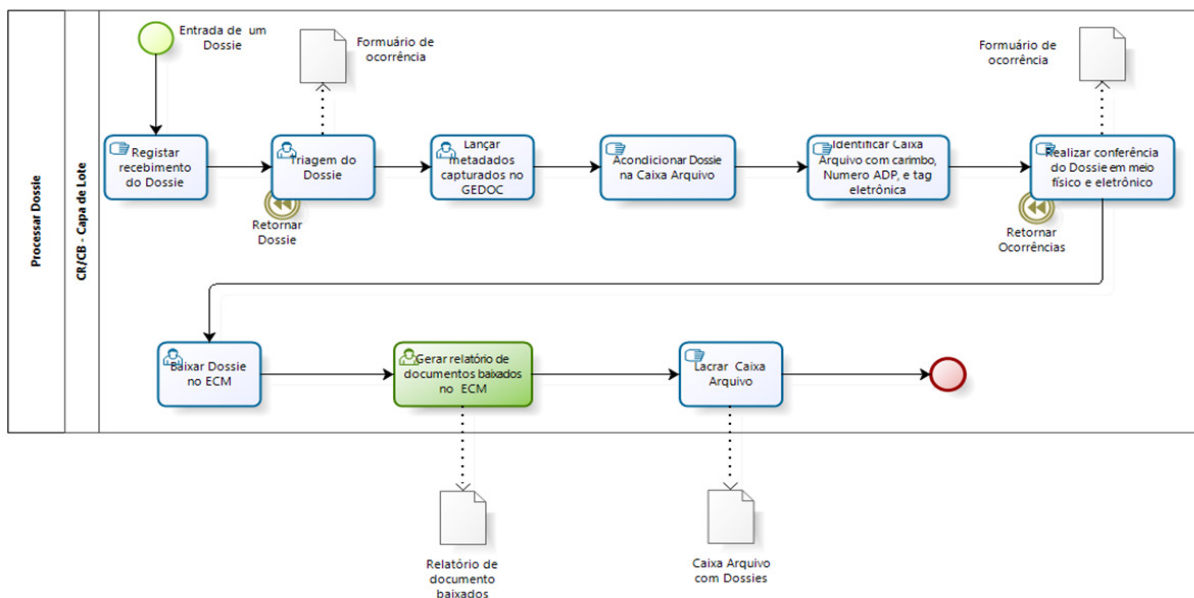 Processar Dossie
CR/CB - Capa de Lote
Entrada de um
Dossie
Formuário de
ocorrência
Formuário de
ocorrência
Registar
recebimento
do Dossie
Triagem do
Dossie
Lançar
metadados
capturados no
GEDOC
Acondicionar Dossie
na Caixa Arquivo
Identificar Caixa
Arquivo com carimbo,
Numero ADP, e tag
eletrônica
Realizar conferência
do Dossie em meio
físico e eletrônico
Retornar
Dossie
Retornar
Ocorrências
Baixar Dossie
no ECM
Gerar relatório de
documentos baixados
no ECM
Lacrar Caixa
Arquivo
Relatório de
documento
baixados
Caixa Arquivo
com Dossies